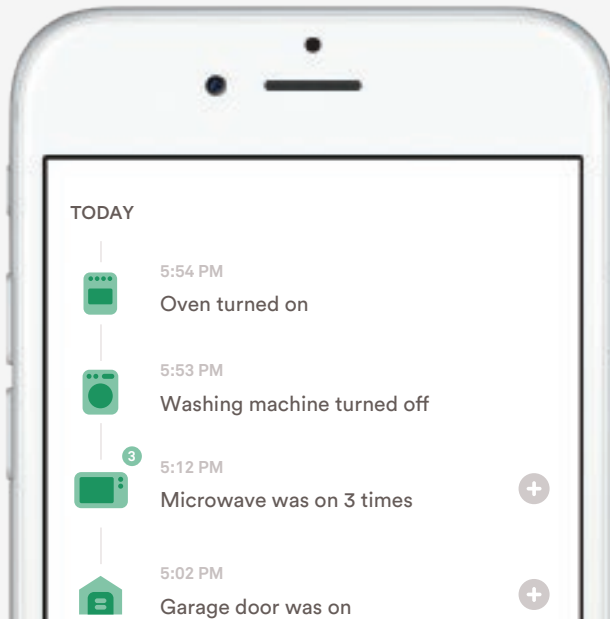 TODAY
5:54 PM
Oven turned on
5:53 PM
Washing machine turned off
3
5:12 PM
Microwave was on 3 times
5:02 PM
Garage door was on